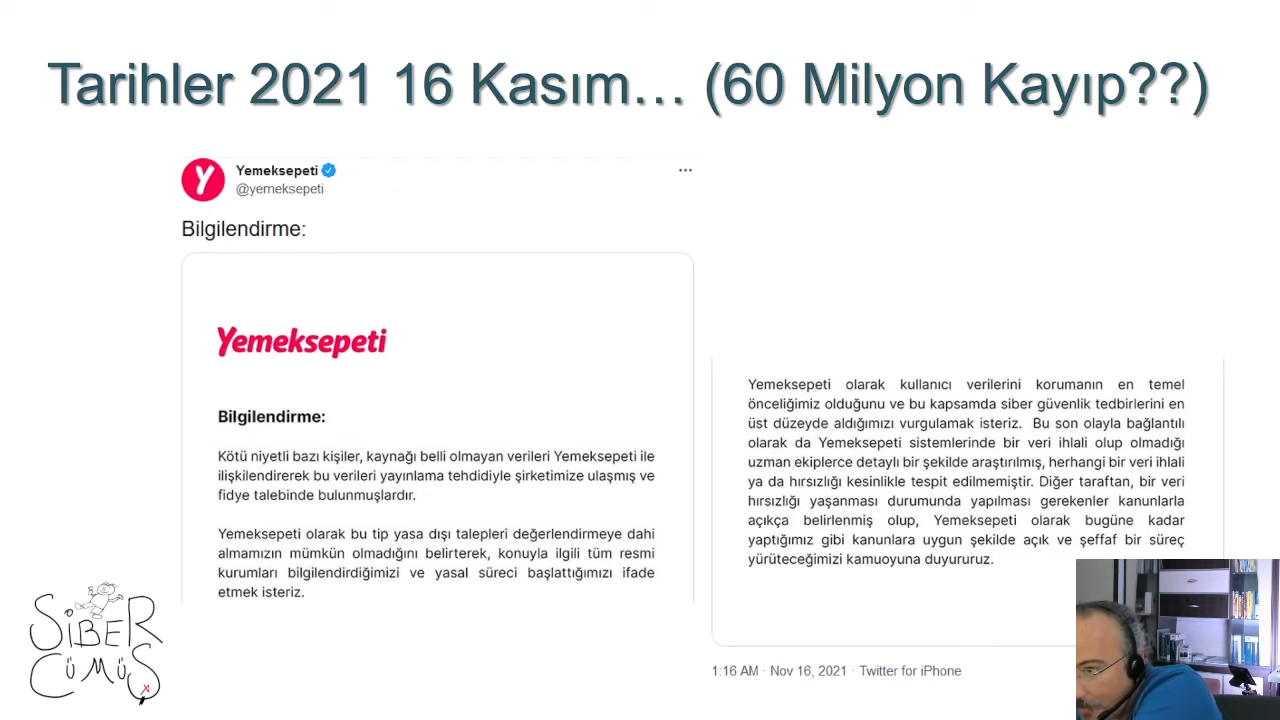 Tarihler 2021 16 Kasım… (60 Milyon Kayıp??)
Yemeksepeti
@yemeksepeti
Bilgilendirme:
Yemeksepeti
Bilgilendirme:
Kötü niyetli bazı kişiler, kaynağı belli olmayan verileri Yemeksepeti ile
ilişkilendirerek bu verileri yayınlama tehdidiyle şirketimize ulaşmış ve
fidye talebinde bulunmuşlardır.
Yemeksepeti olarak bu tip yasa dışı talepleri değerlendirmeye dahi
almamızın mümkün olmadığını belirterek, konuyla ilgili tüm resmi
kurumları bilgilendirdiğimizi ve yasal süreci başlattığımızı ifade
etmek isteriz.
Yemeksepeti olarak kullanıcı verilerini korumanın en temel
önceliğimiz olduğunu ve bu kapsamda siber güvenlik tedbirlerini en
üst düzeyde aldığımızı vurgulamak isteriz. Bu son olayla bağlantılı
olarak da Yemeksepeti sistemlerinde bir veri ihlali olup olmadığı
uzman ekiplerce detaylı bir şekilde araştırılmış, herhangi bir veri ihlali
ya da hırsızlığı kesinlikle tespit edilmemiştir. Diğer taraftan, bir veri
hırsızlığı yaşanması durumunda yapılması gerekenler kanunlarla
açıkça belirlenmiş olup, Yemeksepeti olarak bugüne kadar
yaptığımız gibi kanunlara uygun şekilde açık ve şeffaf bir süreç
yürüteceğimizi kamuoyuna duyururuz.
1:16 AM · Nov 16, 2021 · Twitter for iPhone
SİBER
CÜMÜŞ